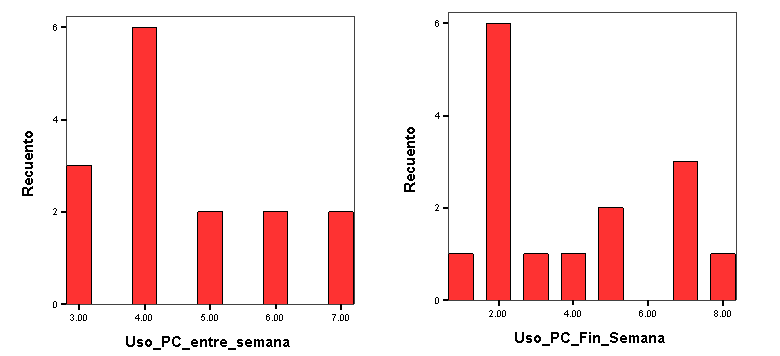 6
4
2
0
Recuento
3.00 4.00 5.00 6.00 7.00
Uso_PC_entre_semana
6
4
2
0
Recuento
2.00 4.00 6.00 8.00
Uso_PC_Fin_Semana